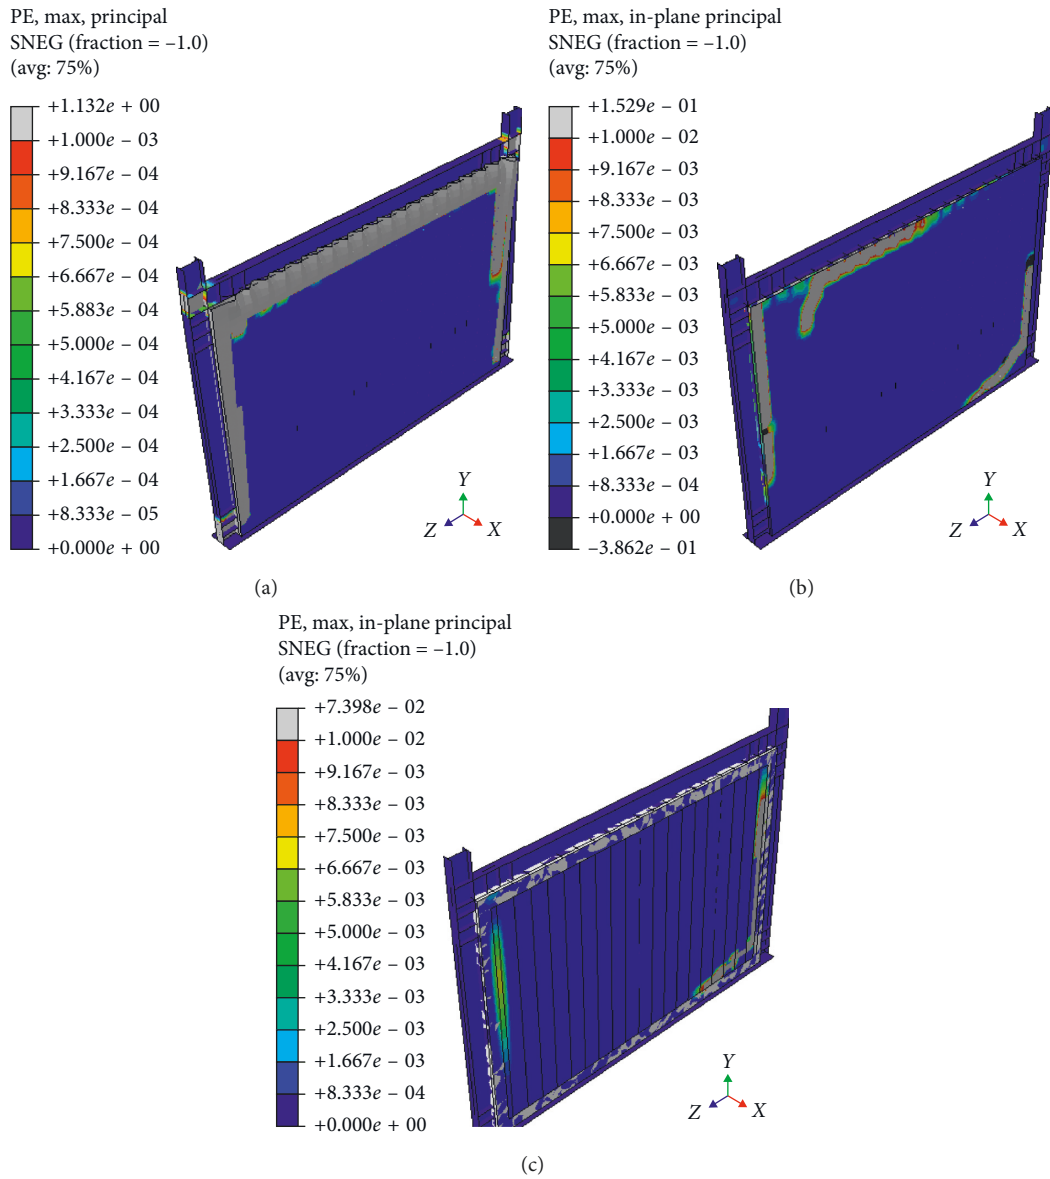 PE, max, principal
SNEG (fraction = –1.0)
(avg: 75%)
+1.132e + 00
+1.000e – 03
+9.167e – 04
+8.333e – 04
+7.500e – 04
+6.667e – 04
+5.883e – 04
+5.000e – 04
+4.167e – 04
+3.333e – 04
+2.500e – 04
+1.667e – 04
+8.333e – 05
+0.000e + 00
Y
Z
X
(a)
PE, max, in-plane principal
SNEG (fraction = –1.0)
(avg: 75%)
+1.529e – 01
+1.000e – 02
+9.167e – 03
+8.333e – 03
+7.500e – 03
+6.667e – 03
+5.833e – 03
+5.000e – 03
+4.167e – 03
+3.333e – 03
+2.500e – 03
+1.667e – 03
+8.333e – 04
+0.000e + 00
–3.862e – 01
Y
Z
X
(b)
PE, max, in-plane principal
SNEG (fraction = –1.0)
(avg: 75%)
+7.398e – 02
+1.000e – 02
+9.167e – 03
+8.333e – 03
+7.500e – 03
+6.667e – 03
+5.833e – 03
+5.000e – 03
+4.167e – 03
+3.333e – 03
+2.500e – 03
+1.667e – 03
+8.333e – 04
+0.000e + 00
Y
Z
X
(c)